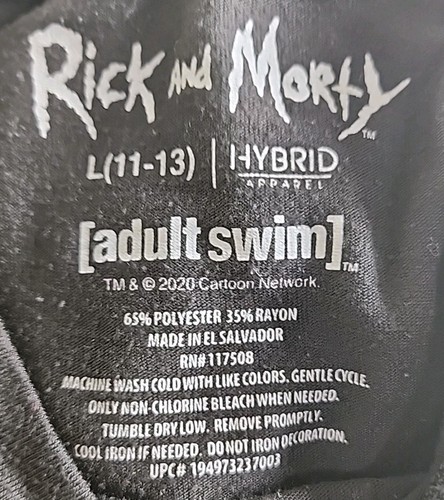 Rick and Morty™
L(11-13) | HYBRID
APPAREL
[adult swim]™
TM & © 2020 Cartoon Network.
65% POLYESTER 35% RAYON
MADE IN EL SALVADOR
RN#117508
MACHINE WASH COLD WITH LIKE COLORS. GENTLE CYCLE.
ONLY NON-CHLORINE BLEACH WHEN NEEDED.
TUMBLE DRY LOW. REMOVE PROMPTLY.
COOL IRON IF NEEDED. DO NOT IRON DECORATION.
UPC# 194973237003